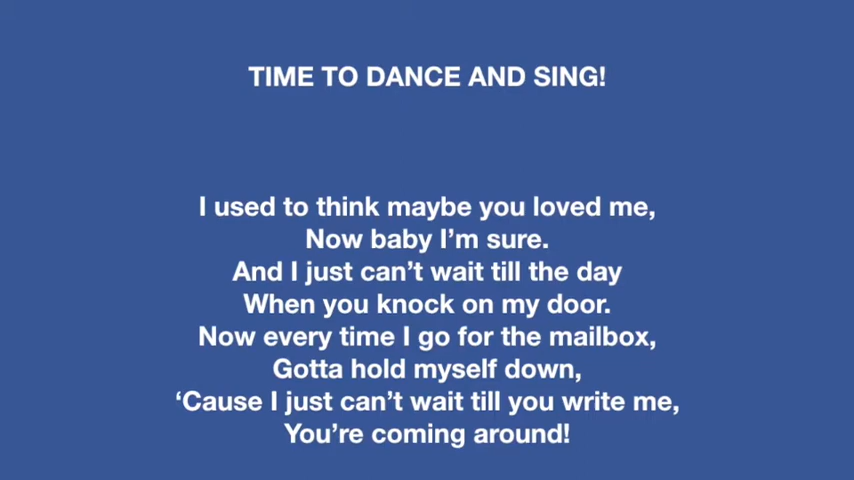 TIME TO DANCE AND SING!
I used to think maybe you loved me,
Now baby I’m sure.
And I just can’t wait till the day
When you knock on my door.
Now every time I go for the mailbox,
Gotta hold myself down,
‘Cause I just can’t wait till you write me,
You’re coming around!